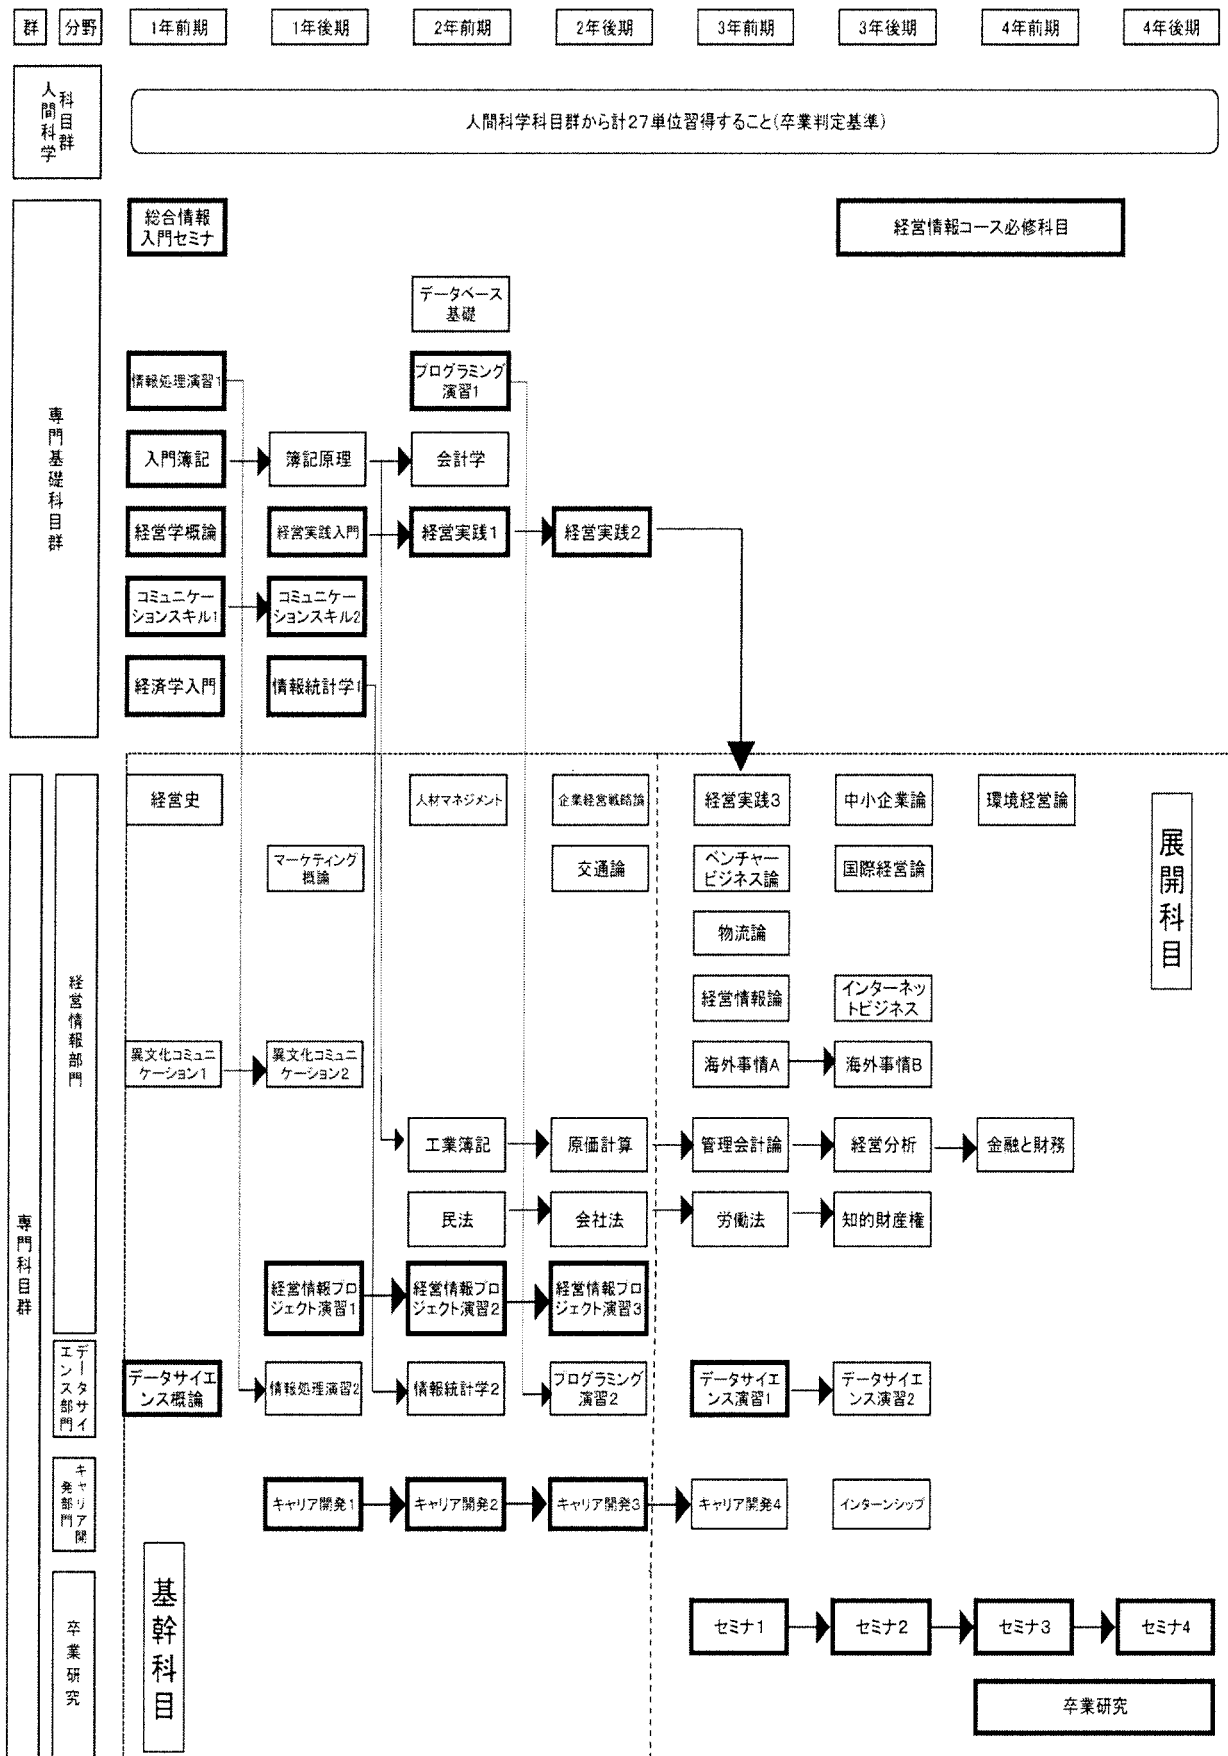 群
分野
1年前期
1年後期
2年前期
2年後期
3年前期
3年後期
4年前期
4年後期
人間科学
科目群
人間科学科目群から計27単位習得すること(卒業判定基準)
専門基礎科目群
総合情報
入門セミナ
経営情報コース必修科目
データベース
基礎
情報処理演習1
プログラミング
演習1
入門簿記
簿記原理
会計学
経営学概論
経営実践入門
経営実践1
経営実践2
コミュニケー
ションスキル1
コミュニケー
ションスキル2
経済学入門
情報統計学1
専門科目群
経営情報部門
経営史
人材マネジメント
企業経営戦略論
経営実践3
中小企業論
環境経営論
展開科目
マーケティング
概論
交通論
ベンチャー
ビジネス論
国際経営論
物流論
経営情報論
インターネッ
トビジネス
異文化コミュニ
ケーション1
異文化コミュニ
ケーション2
海外事情A
海外事情B
工業簿記
原価計算
管理会計論
経営分析
金融と財務
民法
会社法
労働法
知的財産権
経営情報プロ
ジェクト演習1
経営情報プロ
ジェクト演習2
経営情報プロ
ジェクト演習3
データサイ
エンス部門
データサイエ
ンス概論
情報処理演習2
情報統計学2
プログラミング
演習2
データサイエ
ンス演習1
データサイエ
ンス演習2
キャリア開
発部門
キャリア開発1
キャリア開発2
キャリア開発3
キャリア開発4
インターンシップ
基幹科目
卒業研究
セミナ1
セミナ2
セミナ3
セミナ4
卒業研究